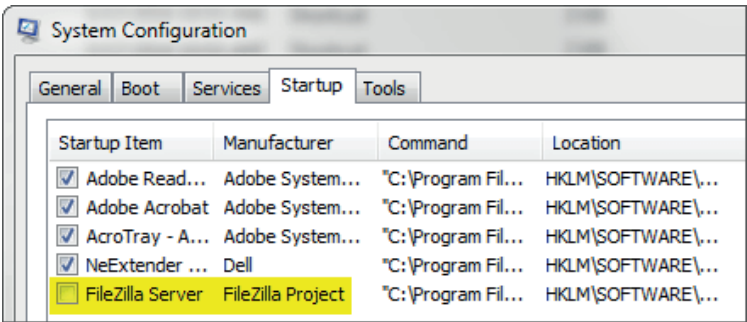 System Configuration
General Boot Services Startup Tools
Startup Item Manufacturer Command Location
Adobe Read... Adobe System... "C:\Program Fil... HKLM\SOFTWARE\...
Adobe Acrobat Adobe System... "C:\Program Fil... HKLM\SOFTWARE\...
AcroTray - A... Adobe System... "C:\Program Fil... HKLM\SOFTWARE\...
NeExtender ... Dell "C:\Program Fil... HKLM\SOFTWARE\...
FileZilla Server FileZilla Project "C:\Program Fil... HKLM\SOFTWARE\...